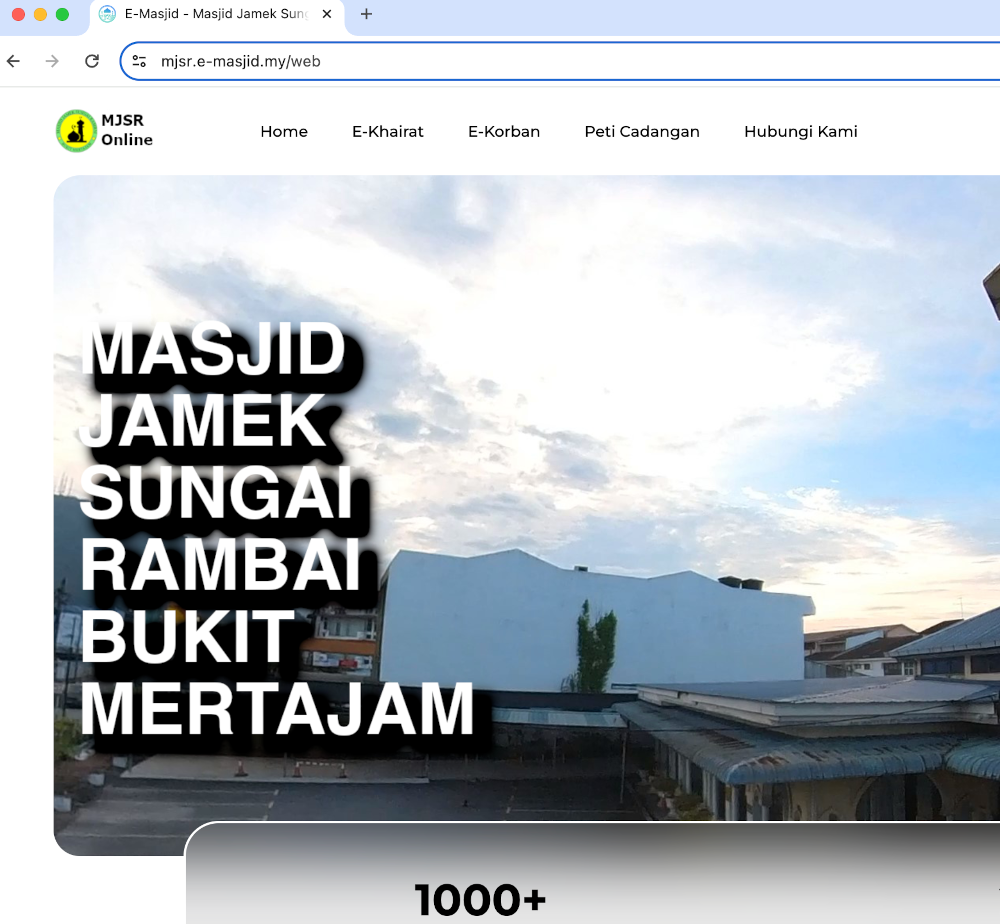 E-Masjid - Masjid Jamek Sung
mjsr.e-masjid.my/web
MJSR
Online
Home E-Khairat E-Korban Peti Cadangan Hubungi Kami
MASJID
JAMEK
SUNGAI
RAMBAI
BUKIT
MERTAJAM
1000+